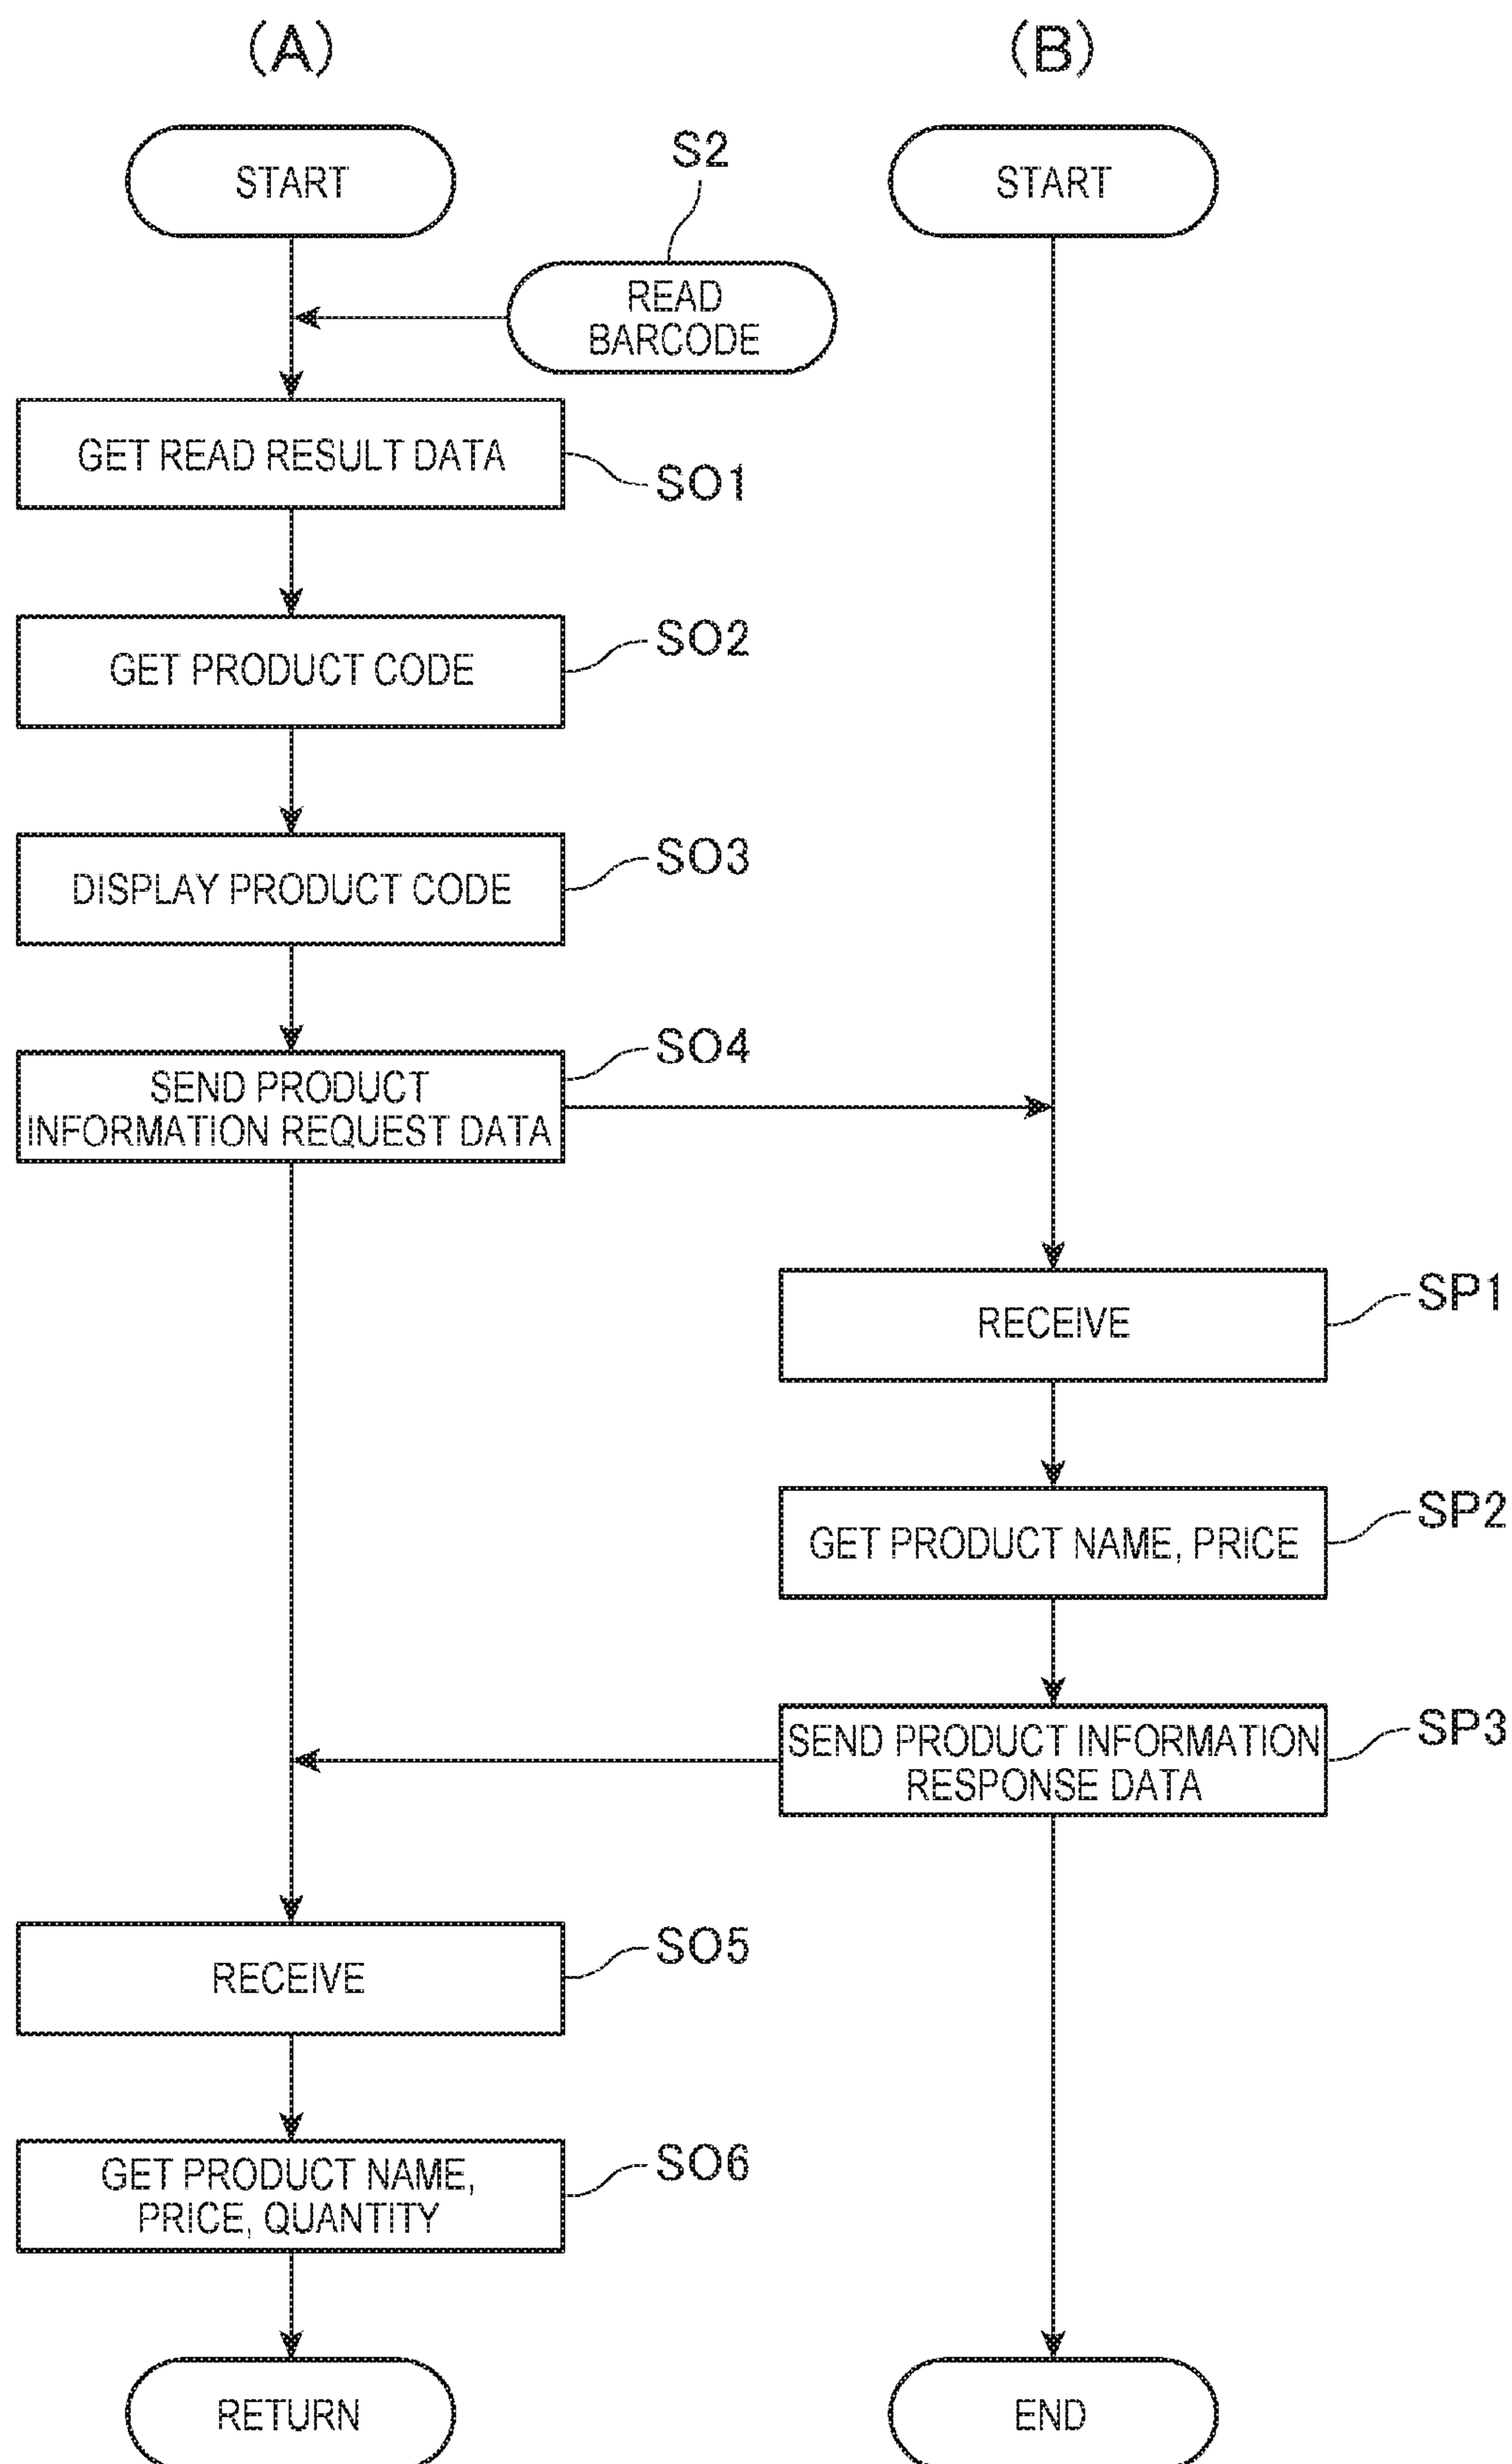 (A)
(B)
START
START
S2
READ
BARCODE
GET READ RESULT DATA
SO1
GET PRODUCT CODE
SO2
DISPLAY PRODUCT CODE
SO3
SEND PRODUCT
INFORMATION REQUEST DATA
SO4
RECEIVE
SP1
GET PRODUCT NAME, PRICE
SP2
SEND PRODUCT INFORMATION
RESPONSE DATA
SP3
RECEIVE
SO5
GET PRODUCT NAME,
PRICE, QUANTITY
SO6
RETURN
END